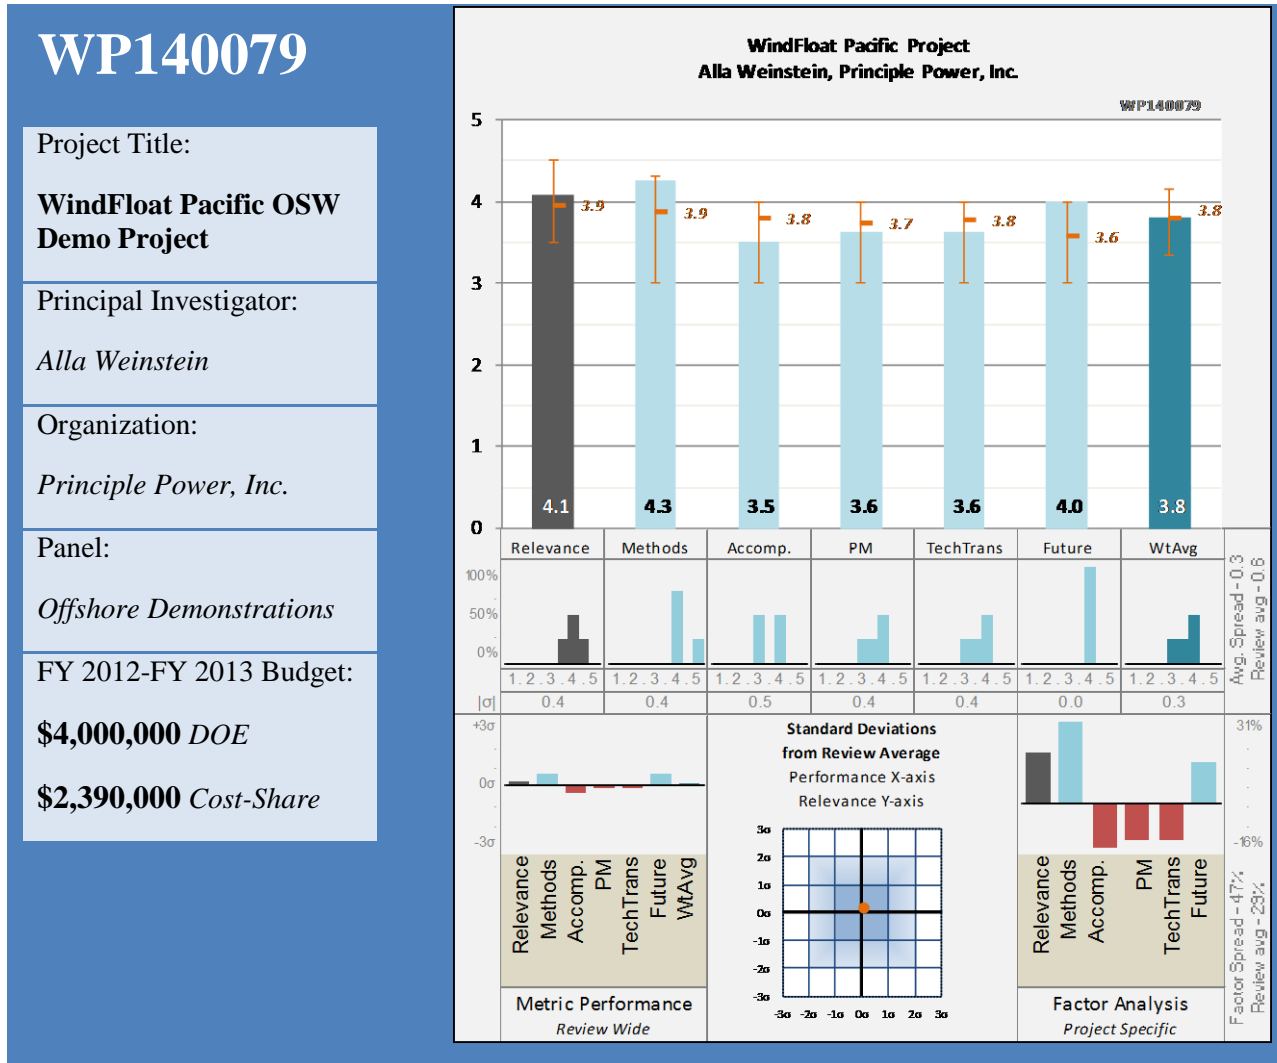 WP140079
Project Title:
WindFloat Pacific OSW
Demo Project
Principal Investigator:
Alla Weinstein
Organization:
Principle Power, Inc.
Panel:
Offshore Demonstrations
FY 2012-FY 2013 Budget:
$4,000,000 DOE
$2,390,000 Cost-Share
WindFloat Pacific Project
Alla Weinstein, Principle Power, Inc.
WP140079
5
4
3
2
1
0
3.9
3.9
3.8
3.7
3.8
3.6
3.8
4.1
4.3
3.5
3.6
3.6
4.0
3.8
Relevance
Methods
Accomp.
PM
TechTrans
Future
WtAvg
100%
50%
0%
1.2.3.4.5
1.2.3.4.5
1.2.3.4.5
1.2.3.4.5
1.2.3.4.5
1.2.3.4.5
1.2.3.4.5
|σ|
0.4
0.4
0.5
0.4
0.4
0.0
0.3
Avg. Spread - 0.3
Review avg - 0.6
+3σ
0σ
-3σ
Relevance
Methods
Accomp.
PM
TechTrans
Future
WtAvg
Metric Performance
Review Wide
Standard Deviations
from Review Average
Performance X-axis
Relevance Y-axis
3σ
2σ
1σ
0σ
-1σ
-2σ
-3σ
-3σ -2σ -1σ 0σ 1σ 2σ 3σ
31%
-16%
Relevance
Methods
Accomp.
PM
TechTrans
Future
Factor Analysis
Project Specific
Factor Spread - 47%
Review avg - 29%